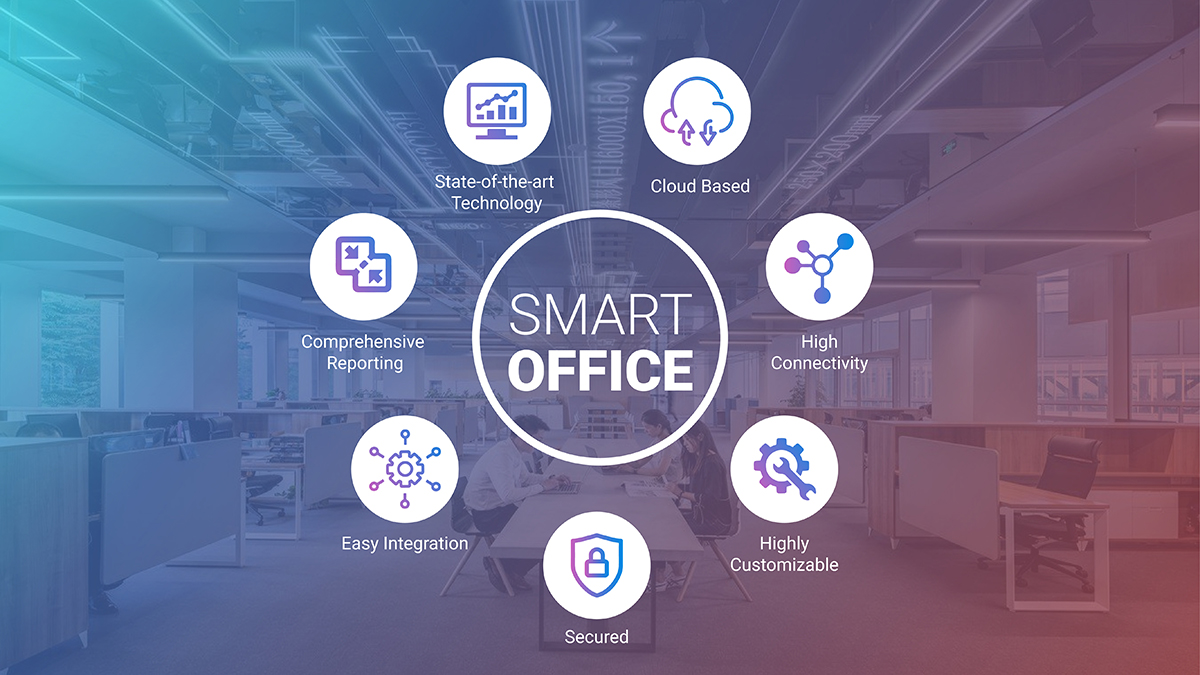 State-of-the-art
Technology
Cloud Based
Comprehensive
Reporting
SMART
OFFICE
High
Connectivity
Easy Integration
Highly
Customizable
Secured